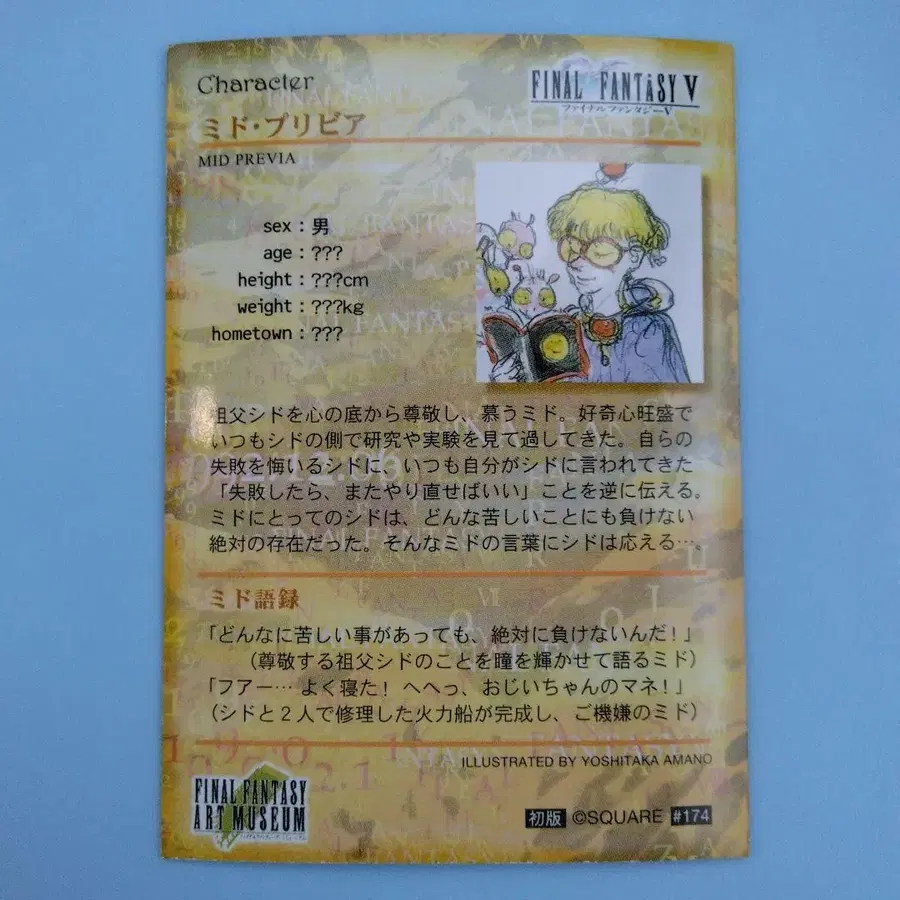 Character
FINAL FANTASY V
ファイナルファンタジーV
ミド・プリビア
MID PREVIA
sex：男
age：???
height：???cm
weight：???kg
hometown：???
祖父シドを心の底から尊敬し、慕うミド。好奇心旺盛で
いつもシドの側で研究や実験を見て過してきた。自らの
失敗を悔いるシドに、いつも自分がシドに言われてきた
「失敗したら、またやり直せばいい」ことを逆に伝える。
ミドにとってのシドは、どんな苦しいことにも負けない
絶対の存在だった。そんなミドの言葉にシドは応える…。
ミド語録
「どんなに苦しい事があっても、絶対に負けないんだ！」
（尊敬する祖父シドのことを瞳を輝かせて語るミド）
「フアー… よく寝た！ へへっ、おじいちゃんのマネ！」
（シドと２人で修理した火力船が完成し、ご機嫌のミド）
ILLUSTRATED BY YOSHITAKA AMANO
FINAL FANTASY
ART MUSEUM
初版 ©SQUARE #174